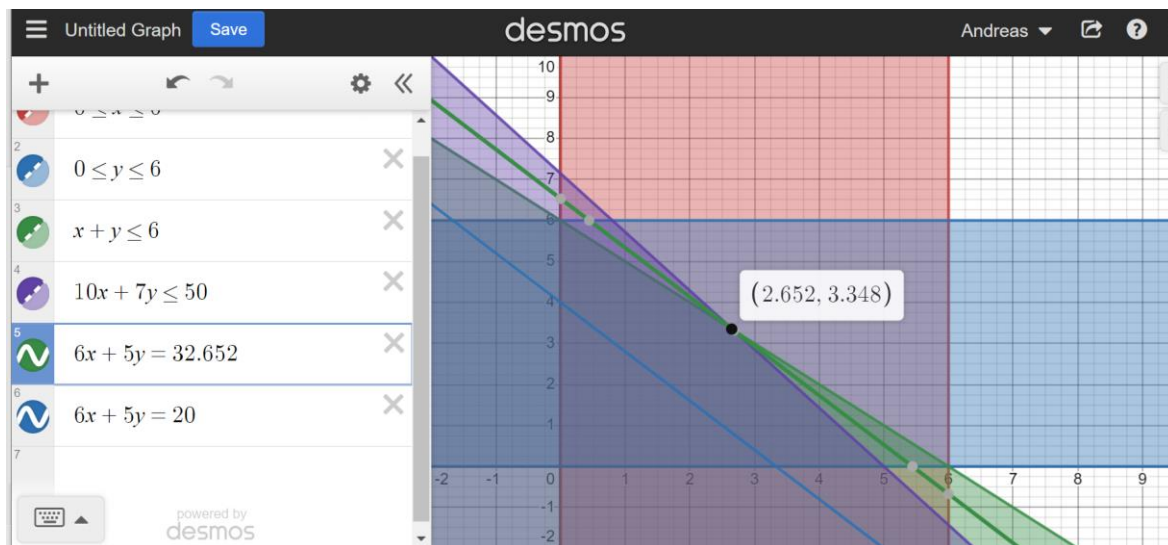 Untitled Graph Save desmos Andreas ?
2
0 ≤ y ≤ 6
3
x + y ≤ 6
4
10x + 7y ≤ 50
5
6x + 5y = 32.652
6
6x + 5y = 20
7
powered by
desmos
10
9
8
7
6
5
4
3
2
1
-1
-2
-2 -1 0 1 2 3 4 5 6 7 8 9
(2.652, 3.348)